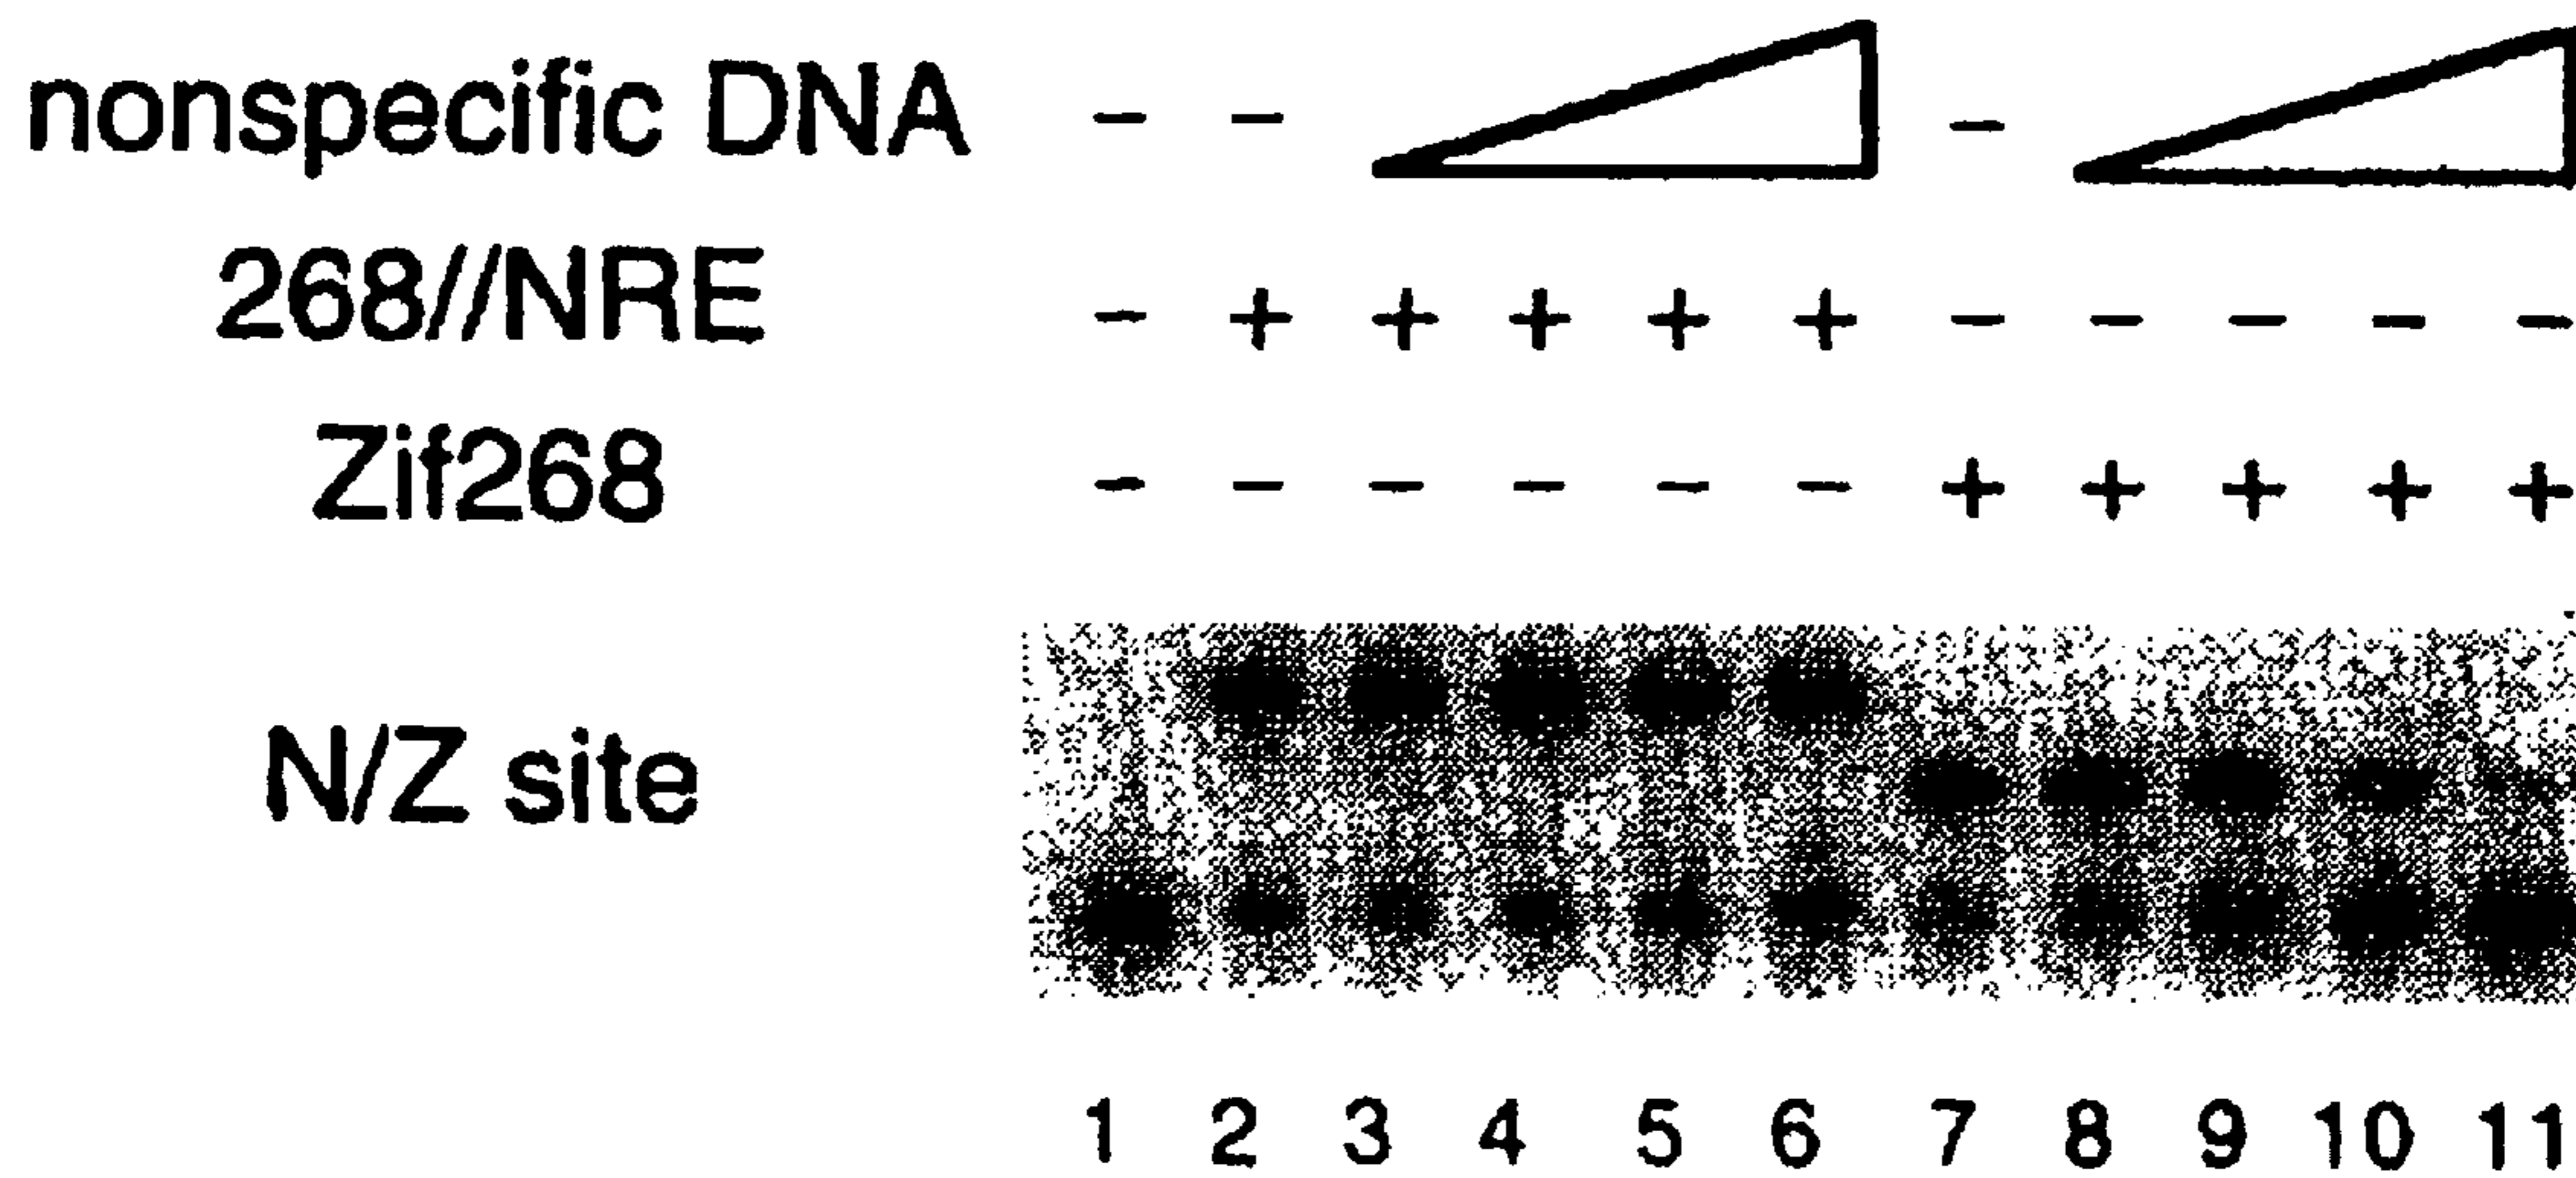 nonspecific DNA - - -
268//NRE - + + + + + - - - - -
Zif268 - - - - - - + + + + +
N/Z site
1 2 3 4 5 6 7 8 9 10 11